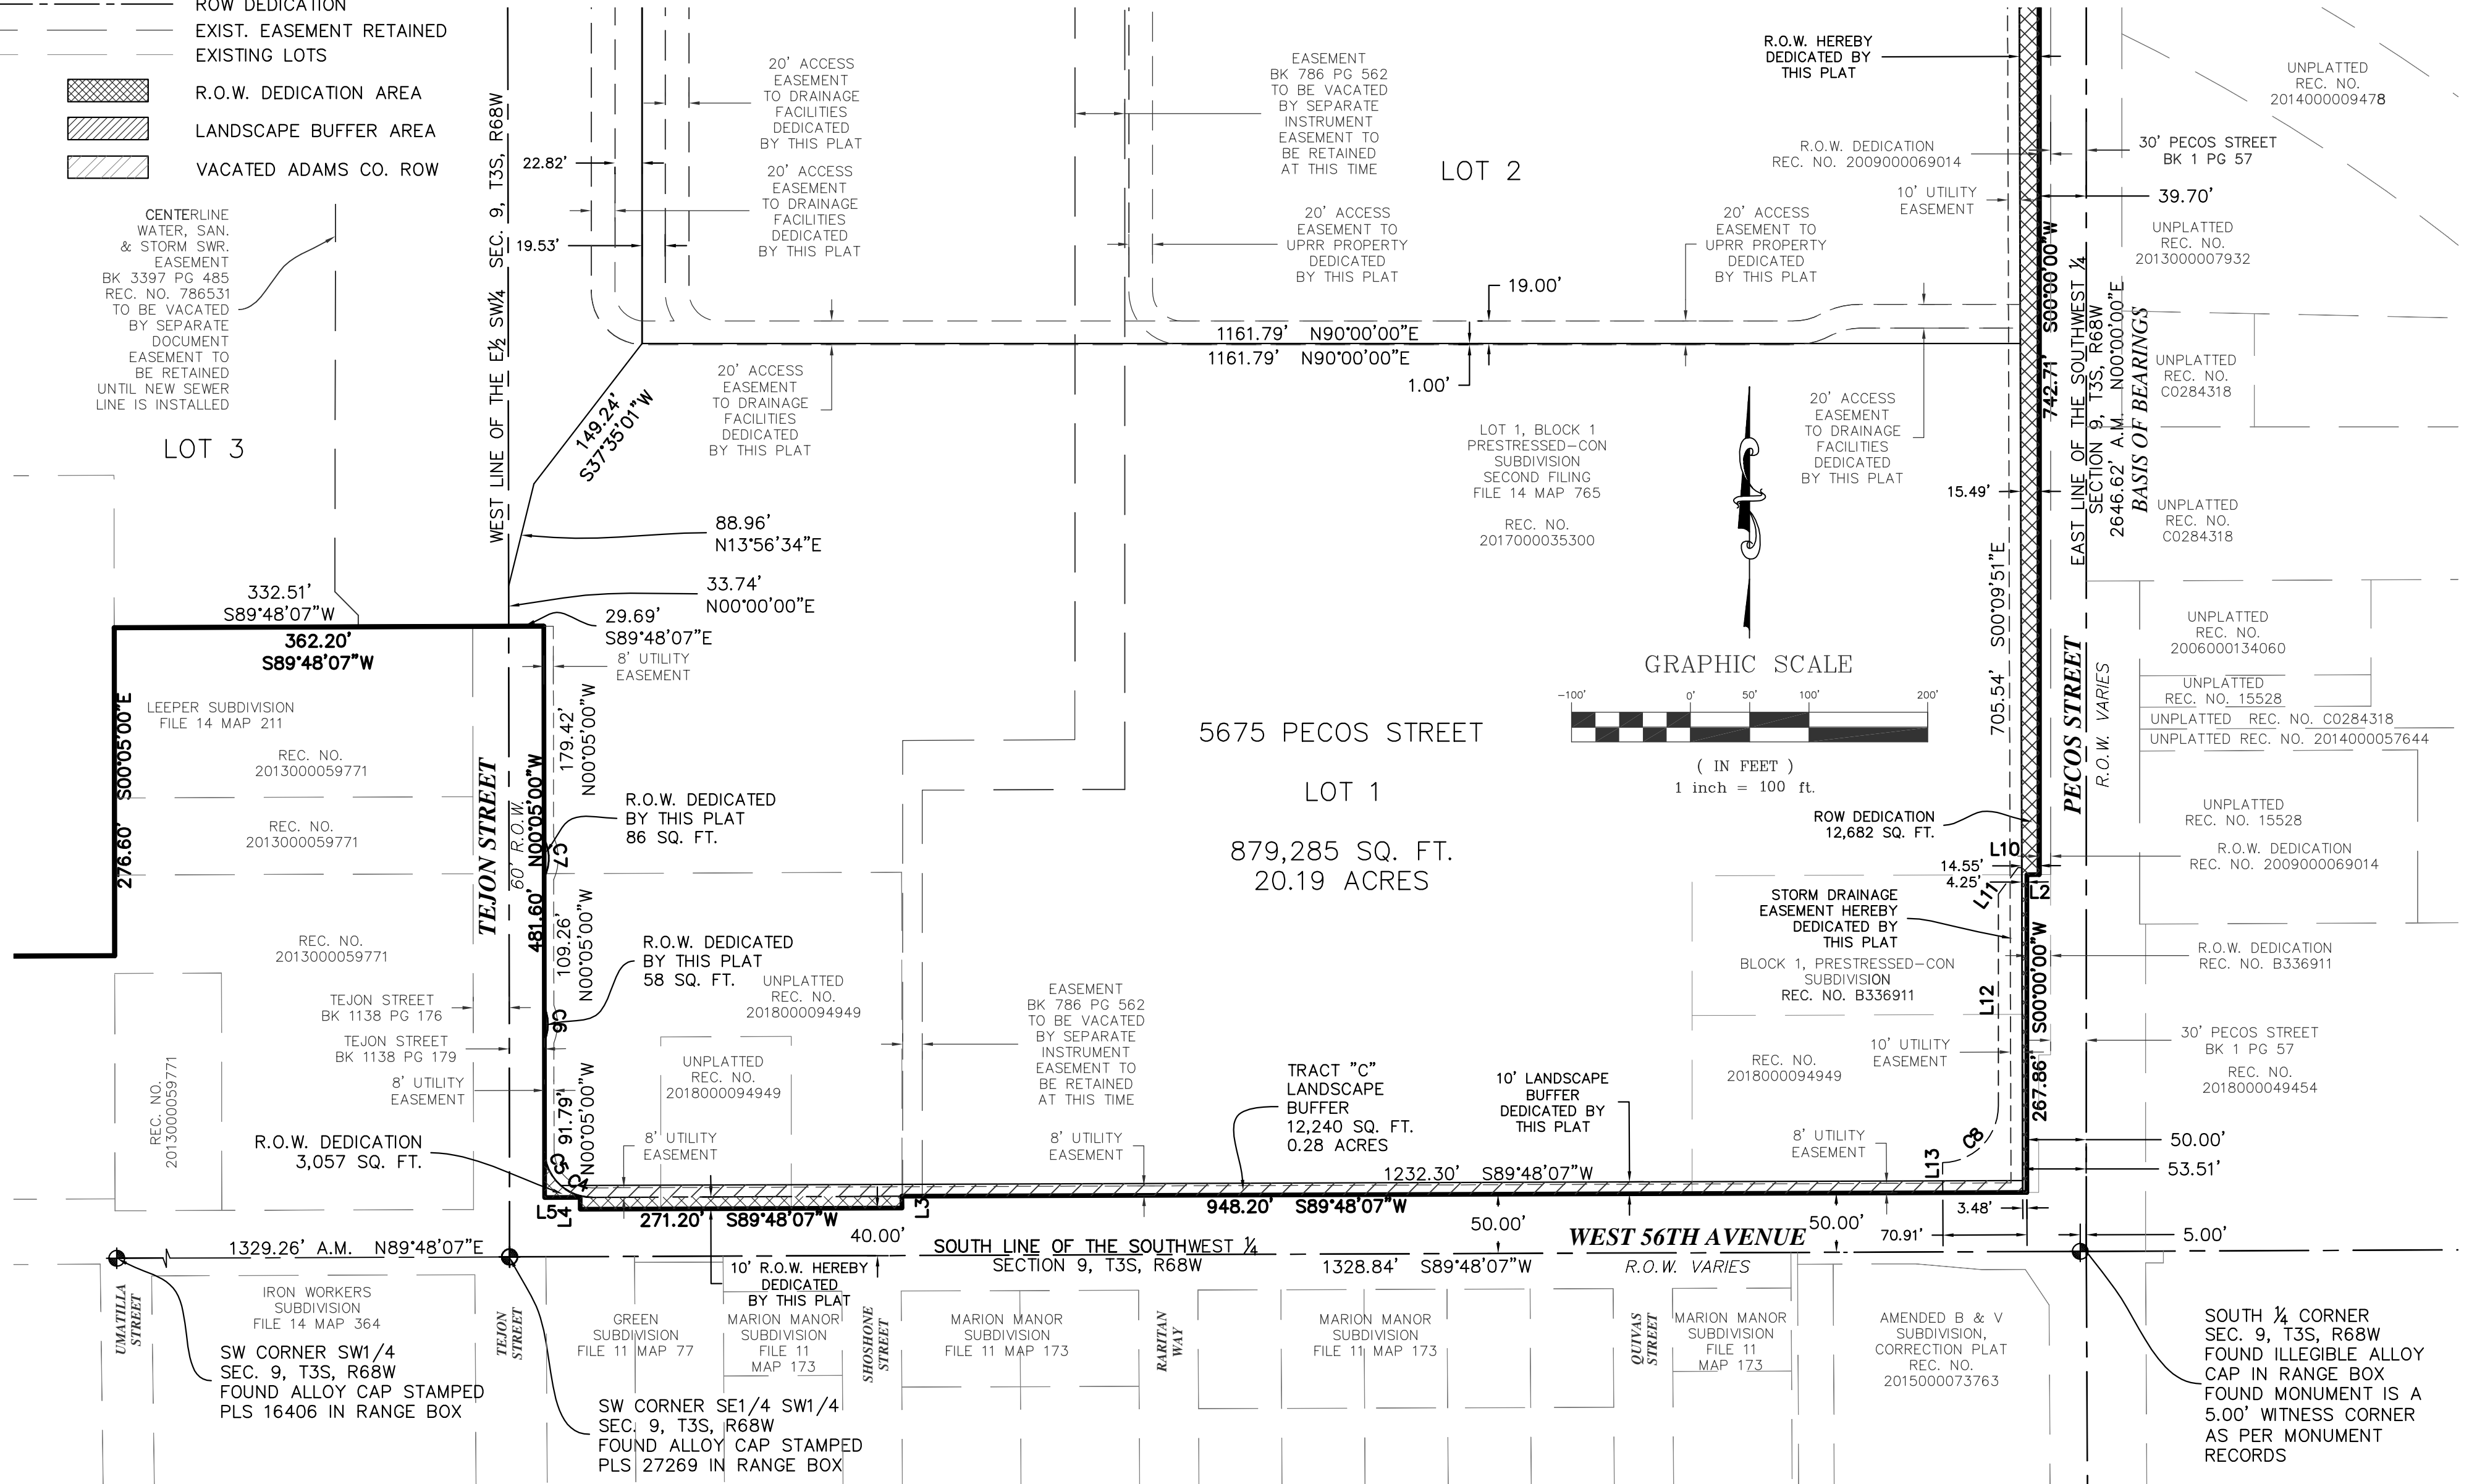 ROW DEDICATION
EXIST. EASEMENT RETAINED
EXISTING LOTS
R.O.W. DEDICATION AREA
LANDSCAPE BUFFER AREA
VACATED ADAMS CO. ROW
CENTERLINE
WATER, SAN.
& STORM SWR.
EASEMENT
BK 3397 PG 485
REC. NO. 786531
TO BE VACATED
BY SEPARATE
DOCUMENT
EASEMENT TO
BE RETAINED
UNTIL NEW SEWER
LINE IS INSTALLED
LOT 3
WEST LINE OF THE E½ SW¼ SEC. 9, T3S, R68W
22.82'
19.53'
20' ACCESS
EASEMENT
TO DRAINAGE
FACILITIES
DEDICATED
BY THIS PLAT
20' ACCESS
EASEMENT
TO DRAINAGE
FACILITIES
DEDICATED
BY THIS PLAT
EASEMENT
BK 786 PG 562
TO BE VACATED
BY SEPARATE
INSTRUMENT
EASEMENT TO
BE RETAINED
AT THIS TIME
20' ACCESS
EASEMENT TO
UPRR PROPERTY
DEDICATED
BY THIS PLAT
LOT 2
R.O.W. HEREBY
DEDICATED BY
THIS PLAT
R.O.W. DEDICATION
REC. NO. 2009000069014
10' UTILITY
EASEMENT
20' ACCESS
EASEMENT TO
UPRR PROPERTY
DEDICATED
BY THIS PLAT
UNPLATTED
REC. NO.
2014000009478
30' PECOS STREET
BK 1 PG 57
39.70'
UNPLATTED
REC. NO.
2013000007932
19.00'
1161.79' N90°00'00"E
1161.79' N90°00'00"E
1.00'
20' ACCESS
EASEMENT
TO DRAINAGE
FACILITIES
DEDICATED
BY THIS PLAT
149.24'
S37°35'01"W
88.96'
N13°56'34"E
33.74'
N00°00'00"E
29.69'
S89°48'07"E
LOT 1, BLOCK 1
PRESTRESSED-CON
SUBDIVISION
SECOND FILING
FILE 14 MAP 765
REC. NO.
2017000035300
20' ACCESS
EASEMENT
TO DRAINAGE
FACILITIES
DEDICATED
BY THIS PLAT
15.49'
742.71' S00°00'00"W
EAST LINE OF THE SOUTHWEST ¼
SECTION 9, T3S, R68W
2646.62' A.M. N00°00'00"E
BASIS OF BEARINGS
UNPLATTED
REC. NO.
C0284318
UNPLATTED
REC. NO.
C0284318
332.51'
S89°48'07"W
362.20'
S89°48'07"W
8' UTILITY
EASEMENT
276.60' S00°05'00"E
LEEPER SUBDIVISION
FILE 14 MAP 211
REC. NO.
2013000059771
REC. NO.
2013000059771
TEJON STREET
60' R.O.W.
481.60' N00°05'00"W
179.42'
N00°05'00"W
R.O.W. DEDICATED
BY THIS PLAT
86 SQ. FT.
C7
109.26'
N00°05'00"W
5675 PECOS STREET
LOT 1
879,285 SQ. FT.
20.19 ACRES
GRAPHIC SCALE
-100' 0' 50' 100' 200'
( IN FEET )
1 inch = 100 ft.
705.54' S00°09'51"E
PECOS STREET
R.O.W. VARIES
UNPLATTED
REC. NO.
2006000134060
UNPLATTED
REC. NO. 15528
UNPLATTED REC. NO. C0284318
UNPLATTED REC. NO. 2014000057644
UNPLATTED
REC. NO. 15528
ROW DEDICATION
12,682 SQ. FT.
L10
14.55'
4.25'
L2
L11
R.O.W. DEDICATION
REC. NO. 2009000069014
STORM DRAINAGE
EASEMENT HEREBY
DEDICATED BY
THIS PLAT
BLOCK 1, PRESTRESSED-CON
SUBDIVISION
REC. NO. B336911
L12
S00°00'00"W
267.86'
R.O.W. DEDICATION
REC. NO. B336911
REC. NO.
2013000059771
R.O.W. DEDICATED
BY THIS PLAT
58 SQ. FT.
UNPLATTED
REC. NO.
2018000094949
TEJON STREET
BK 1138 PG 176
TEJON STREET
BK 1138 PG 179
8' UTILITY
EASEMENT
C6
91.79'
N00°05'00"W
UNPLATTED
REC. NO.
2018000094949
EASEMENT
BK 786 PG 562
TO BE VACATED
BY SEPARATE
INSTRUMENT
EASEMENT TO
BE RETAINED
AT THIS TIME
TRACT "C"
LANDSCAPE
BUFFER
12,240 SQ. FT.
0.28 ACRES
10' LANDSCAPE
BUFFER
DEDICATED BY
THIS PLAT
REC. NO.
2018000094949
10' UTILITY
EASEMENT
30' PECOS STREET
BK 1 PG 57
REC. NO.
2018000049454
REC. NO.
2013000059771
R.O.W. DEDICATION
3,057 SQ. FT.
C5
C4
8' UTILITY
EASEMENT
8' UTILITY
EASEMENT
8' UTILITY
EASEMENT
C8
L13
50.00'
53.51'
1232.30' S89°48'07"W
L5
L4
271.20' S89°48'07"W
L3
948.20' S89°48'07"W
3.48'
40.00'
50.00'
WEST 56TH AVENUE
50.00'
70.91'
5.00'
1329.26' A.M. N89°48'07"E
SOUTH LINE OF THE SOUTHWEST ¼
SECTION 9, T3S, R68W
1328.84' S89°48'07"W
R.O.W. VARIES
10' R.O.W. HEREBY
DEDICATED
BY THIS PLAT
UMATILLA
STREET
IRON WORKERS
SUBDIVISION
FILE 14 MAP 364
TEJON
STREET
GREEN
SUBDIVISION
FILE 11 MAP 77
MARION MANOR
SUBDIVISION
FILE 11
MAP 173
SHOSHONE
STREET
MARION MANOR
SUBDIVISION
FILE 11 MAP 173
RARITAN
WAY
MARION MANOR
SUBDIVISION
FILE 11 MAP 173
QUIVAS
STREET
MARION MANOR
SUBDIVISION
FILE 11
MAP 173
AMENDED B & V
SUBDIVISION,
CORRECTION PLAT
REC. NO.
2015000073763
SW CORNER SW1/4
SEC. 9, T3S, R68W
FOUND ALLOY CAP STAMPED
PLS 16406 IN RANGE BOX
SW CORNER SE1/4 SW1/4
SEC. 9, T3S, R68W
FOUND ALLOY CAP STAMPED
PLS 27269 IN RANGE BOX
SOUTH ¼ CORNER
SEC. 9, T3S, R68W
FOUND ILLEGIBLE ALLOY
CAP IN RANGE BOX
FOUND MONUMENT IS A
5.00' WITNESS CORNER
AS PER MONUMENT
RECORDS